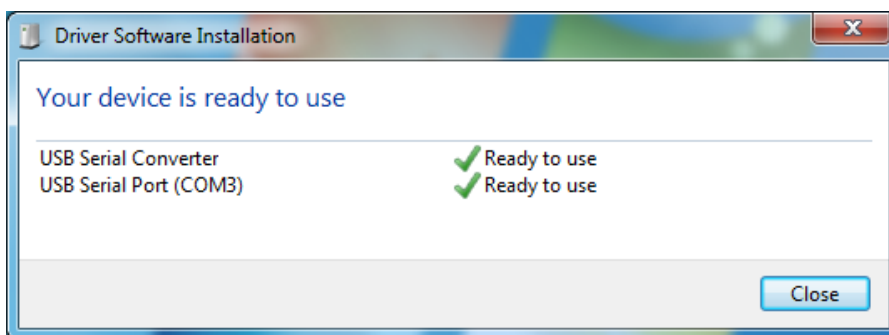 Driver Software Installation
Your device is ready to use
USB Serial Converter Ready to use
USB Serial Port (COM3) Ready to use
Close